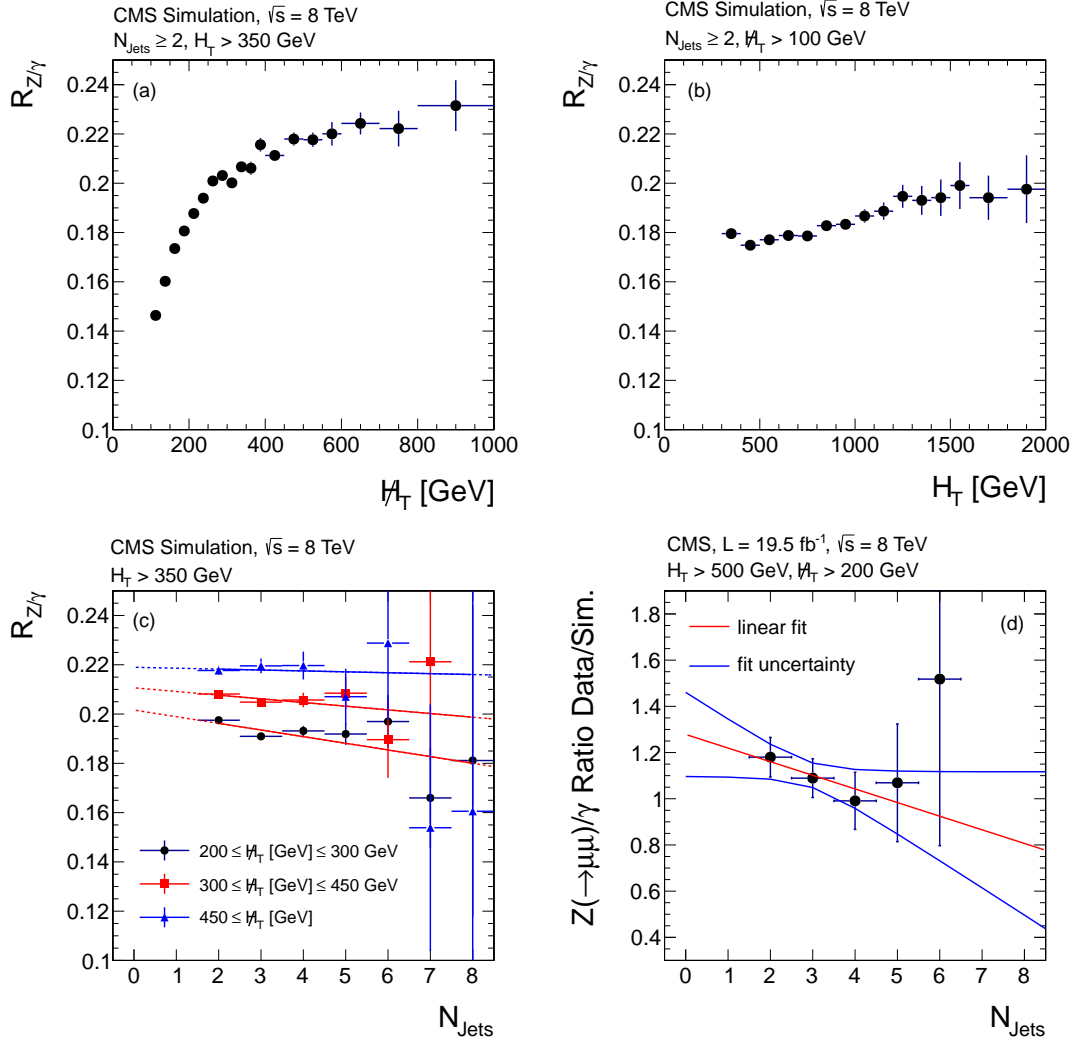 CMS Simulation, √s = 8 TeV
N_Jets ≥ 2, H_T > 350 GeV
R_Z/γ
(a)
0.24
0.22
0.2
0.18
0.16
0.14
0.12
0.1
0 200 400 600 800 1000
H̸_T [GeV]
CMS Simulation, √s = 8 TeV
N_Jets ≥ 2, H̸_T > 100 GeV
R_Z/γ
(b)
0.24
0.22
0.2
0.18
0.16
0.14
0.12
0.1
0 500 1000 1500 2000
H_T [GeV]
CMS Simulation, √s = 8 TeV
H_T > 350 GeV
R_Z/γ
(c)
0.24
0.22
0.2
0.18
0.16
0.14
0.12
0.1
200 ≤ H̸_T [GeV] ≤ 300 GeV
300 ≤ H̸_T [GeV] ≤ 450 GeV
450 ≤ H̸_T [GeV]
0 1 2 3 4 5 6 7 8
N_Jets
CMS, L = 19.5 fb⁻¹, √s = 8 TeV
H_T > 500 GeV, H̸_T > 200 GeV
Z(→μμ)/γ Ratio Data/Sim.
(d)
linear fit
fit uncertainty
1.8
1.6
1.4
1.2
1
0.8
0.6
0.4
0 1 2 3 4 5 6 7 8
N_Jets